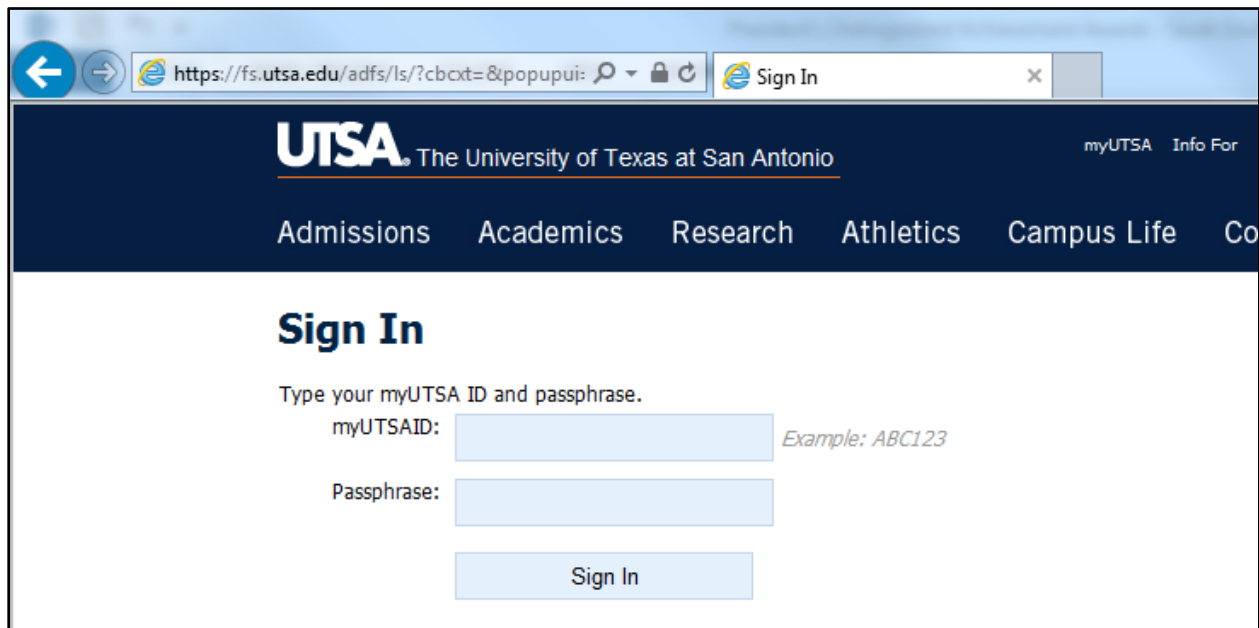 https://fs.utsa.edu/adfs/ls/?cbcxt=&popupui:
Sign In
UTSA® The University of Texas at San Antonio
myUTSA Info For
Admissions Academics Research Athletics Campus Life Co
Sign In
Type your myUTSA ID and passphrase.
myUTSAID:
Example: ABC123
Passphrase:
Sign In